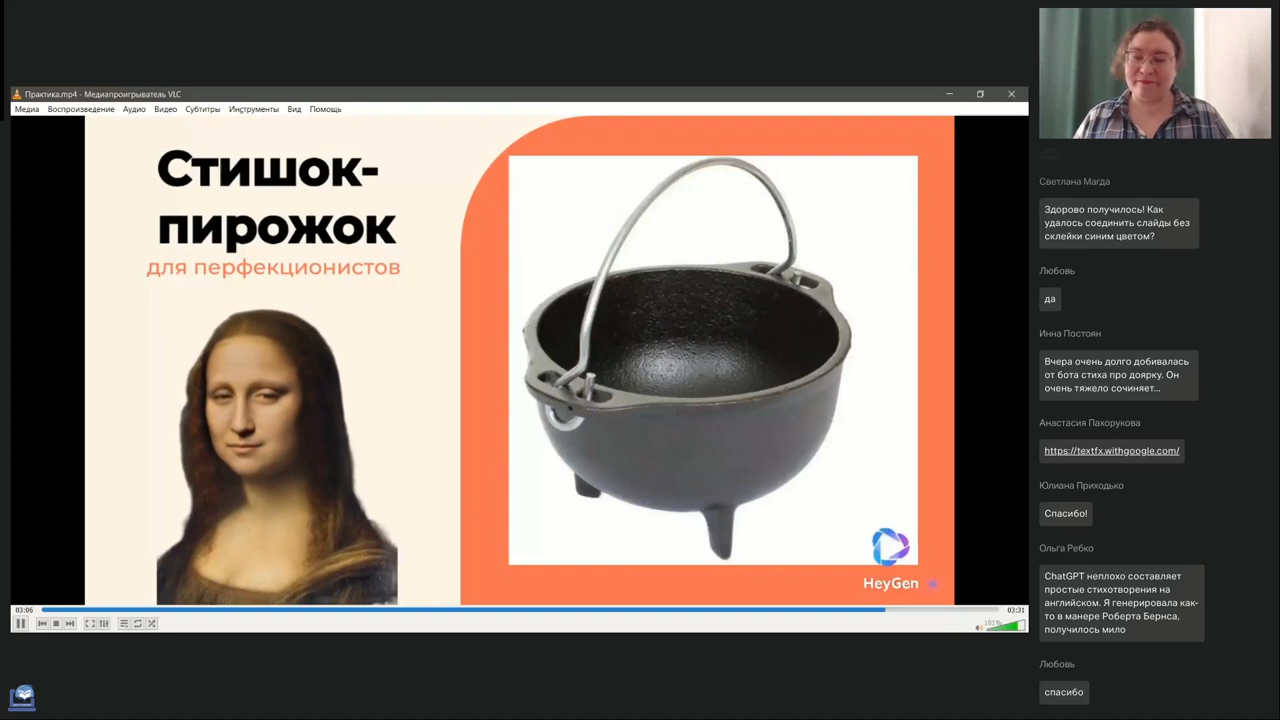 Практика.mp4 - Медиапроигрыватель VLC
Медиа Воспроизведение Аудио Видео Субтитры Инструменты Вид Помощь
Стишок-
пирожок
для перфекционистов
HeyGen
03:06
03:31
101%
Светлана Магда
Здорово получилось! Как
удалось соединить слайды без
склейки синим цветом?
Любовь
да
Инна Постоян
Вчера очень долго добивалась
от бота стиха про доярку. Он
очень тяжело сочиняет...
Анастасия Пахорукова
https://textfx.withgoogle.com/
Юлиана Приходько
Спасибо!
Ольга Ребко
ChatGPT неплохо составляет
простые стихотворения на
английском. Я генерировала как-
то в манере Роберта Бернса,
получилось мило
Любовь
спасибо